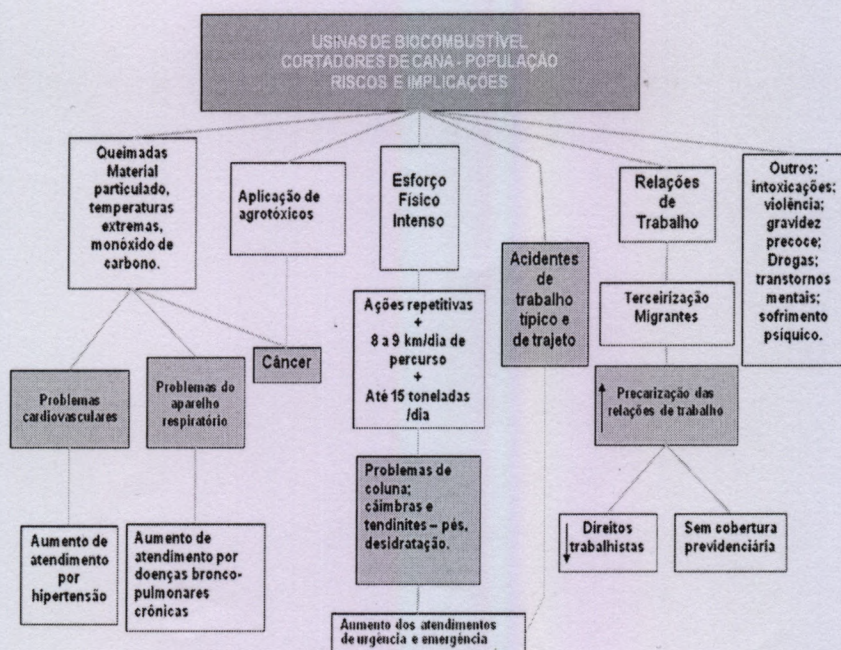 USINAS DE BIOCOMBUSTÍVEL
CORTADORES DE CANA - POPULAÇÃO
RISCOS E IMPLICAÇÕES
Queimadas
Material
particulado,
temperaturas
extremas,
monóxido de
carbono.
Aplicação de
agrotóxicos
Esforço
Físico
Intenso
Acidentes
de
trabalho
típico e
de trajeto
Relações
de
Trabalho
Outros:
intoxicações;
violência;
gravidez
precoce;
Drogas;
transtornos
mentais;
sofrimento
psíquico.
Ações repetitivas
+
8 a 9 km/dia de
percurso
+
Até 15 toneladas
/dia
Terceirização
Migrantes
Câncer
Problemas
cardiovasculares
Problemas do
aparelho
respiratório
Precarização das
relações de trabalho
Problemas de
coluna;
câimbras e
tendinites – pés,
desidratação.
Aumento de
atendimento
por
hipertensão
Aumento de
atendimento por
doenças bronco-
pulmonares
crônicas
Direitos
trabalhistas
Sem cobertura
previdenciária
Aumento dos atendimentos
de urgência e emergência